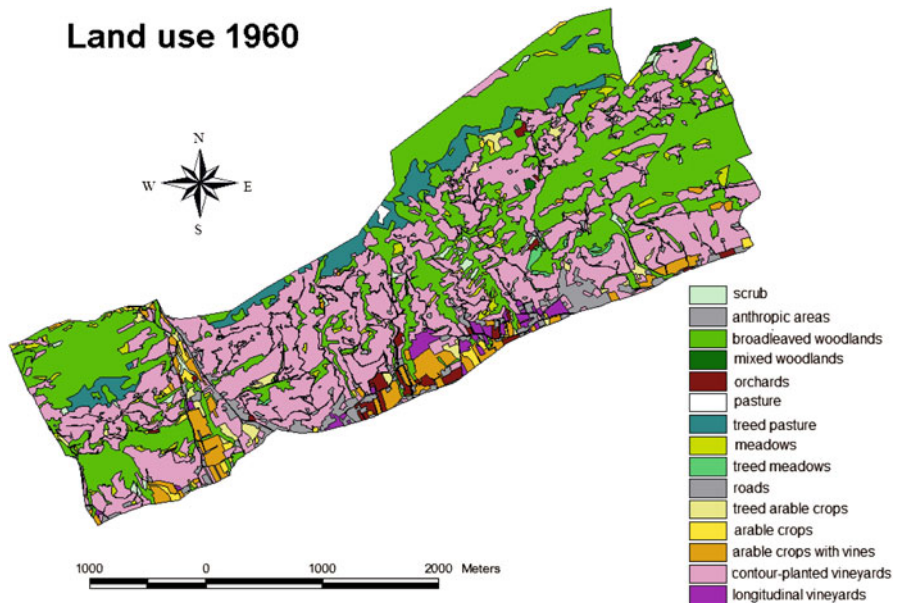 Land use 1960
N
W E
S
scrub
anthropic areas
broadleaved woodlands
mixed woodlands
orchards
pasture
treed pasture
meadows
treed meadows
roads
treed arable crops
arable crops
arable crops with vines
contour-planted vineyards
longitudinal vineyards
1000 0 1000 2000 Meters